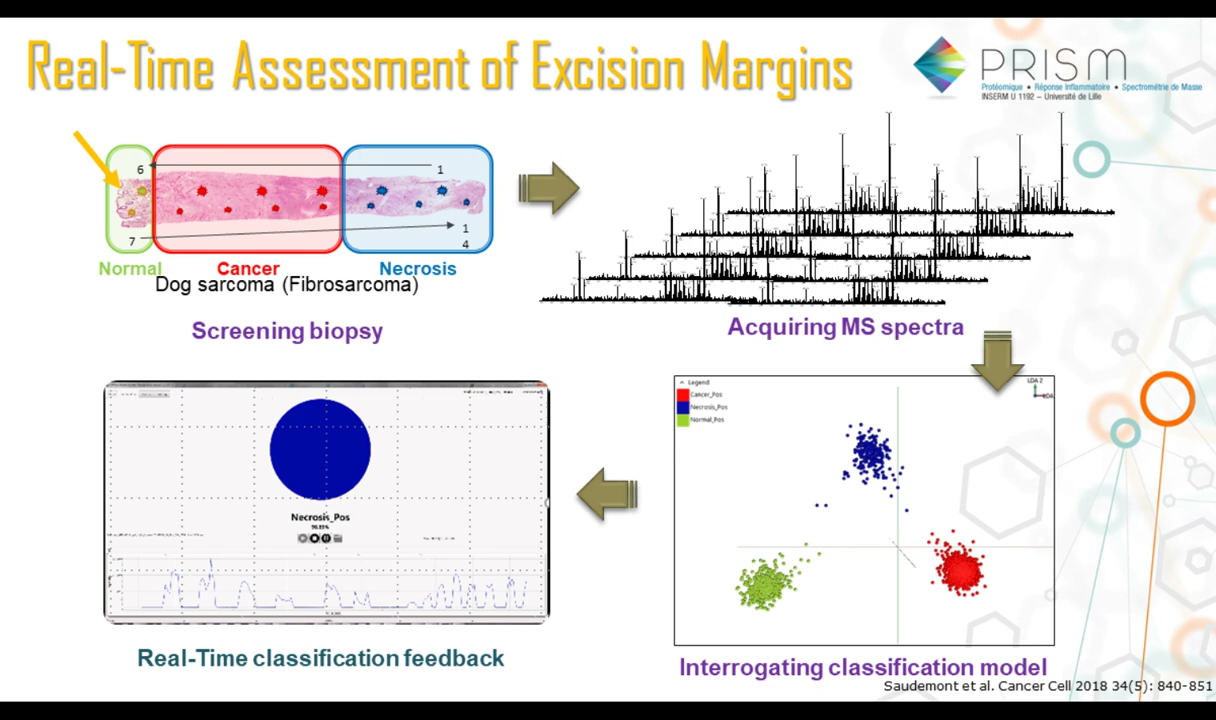 Real-Time Assessment of Excision Margins
PRISM
Protéomique • Réponse Inflammatoire • Spectrométrie de Masse
INSERM U 1192 – Université de Lille
6
1
7
1
4
Normal
Cancer
Necrosis
Dog sarcoma (Fibrosarcoma)
Screening biopsy
Acquiring MS spectra
Legend
Cancer_Pos
Necrosis_Pos
Normal_Pos
LDA 2
Necrosis_Pos
Real-Time classification feedback
Interrogating classification model
Saudemont et al. Cancer Cell 2018 34(5): 840-851